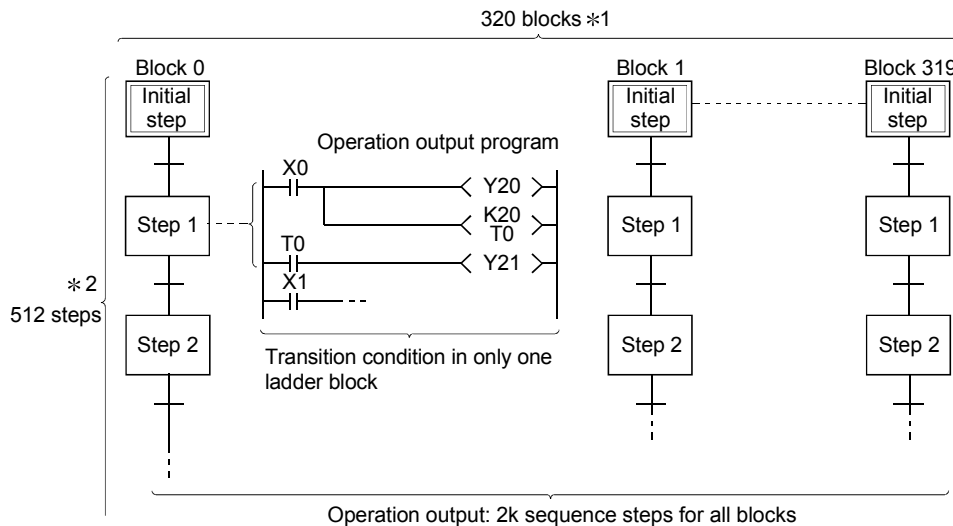 320 blocks *1
Block 0
Block 1
Block 319
Initial
step
Initial
step
Initial
step
Operation output program
X0
Y20
Step 1
K20
T0
Step 1
Step 1
T0
Y21
X1
*2
512 steps
Step 2
Transition condition in only one
ladder block
Step 2
Step 2
Operation output: 2k sequence steps for all blocks